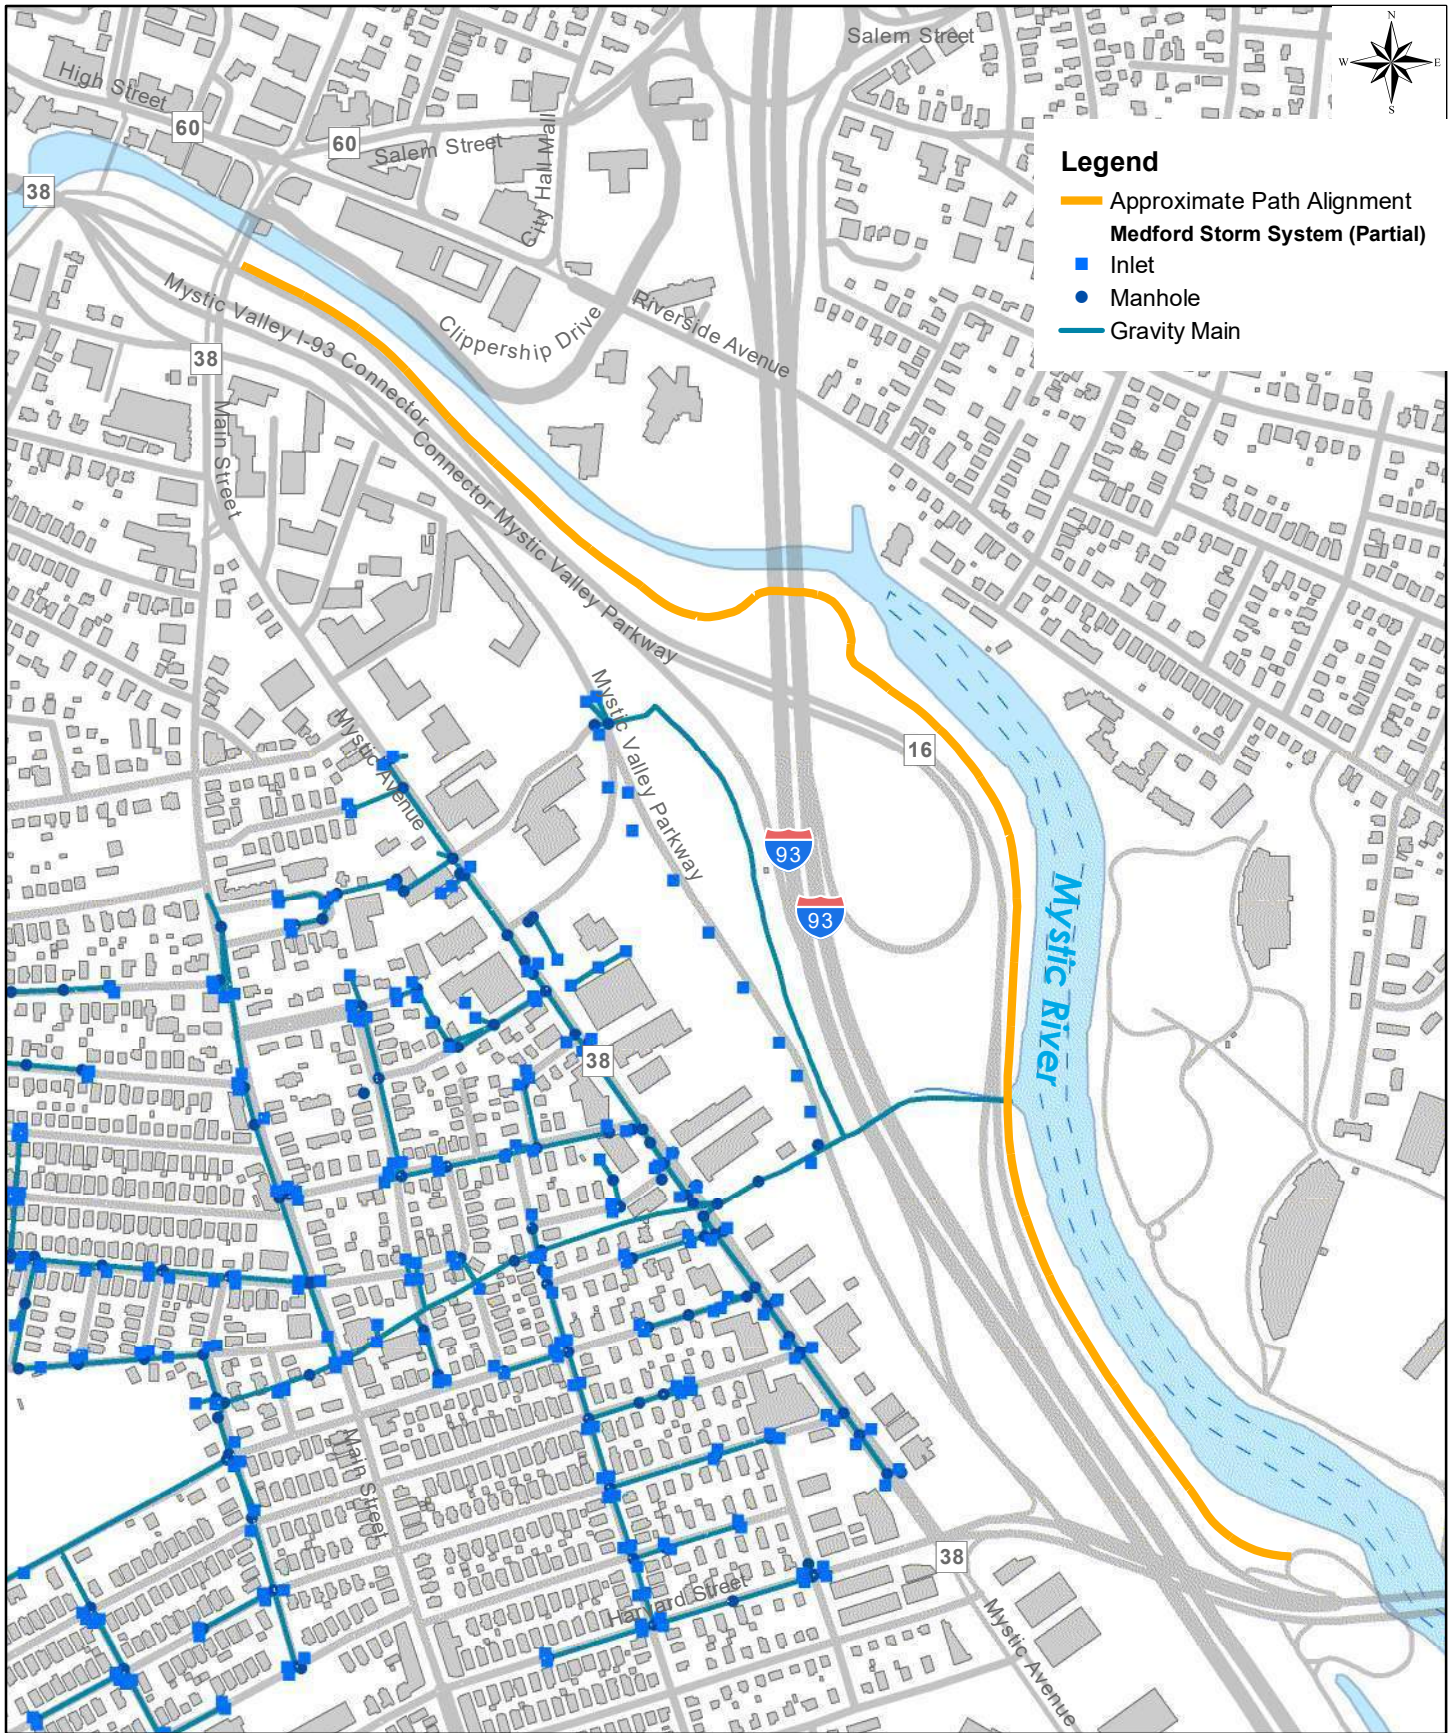 N
W
E
S
Legend
Approximate Path Alignment
Medford Storm System (Partial)
Inlet
Manhole
Gravity Main
Salem Street
High Street
60
60
Salem Street
City Hall Mall
38
Mystic Valley I-93 Connector
Clippership Drive
Riverside Avenue
38
Main Street
Connector Mystic Valley Parkway
Mystic Avenue
Mystic Valley Parkway
16
93
93
Mystic River
38
Main Street
38
Harvard Street
Mystic Avenue